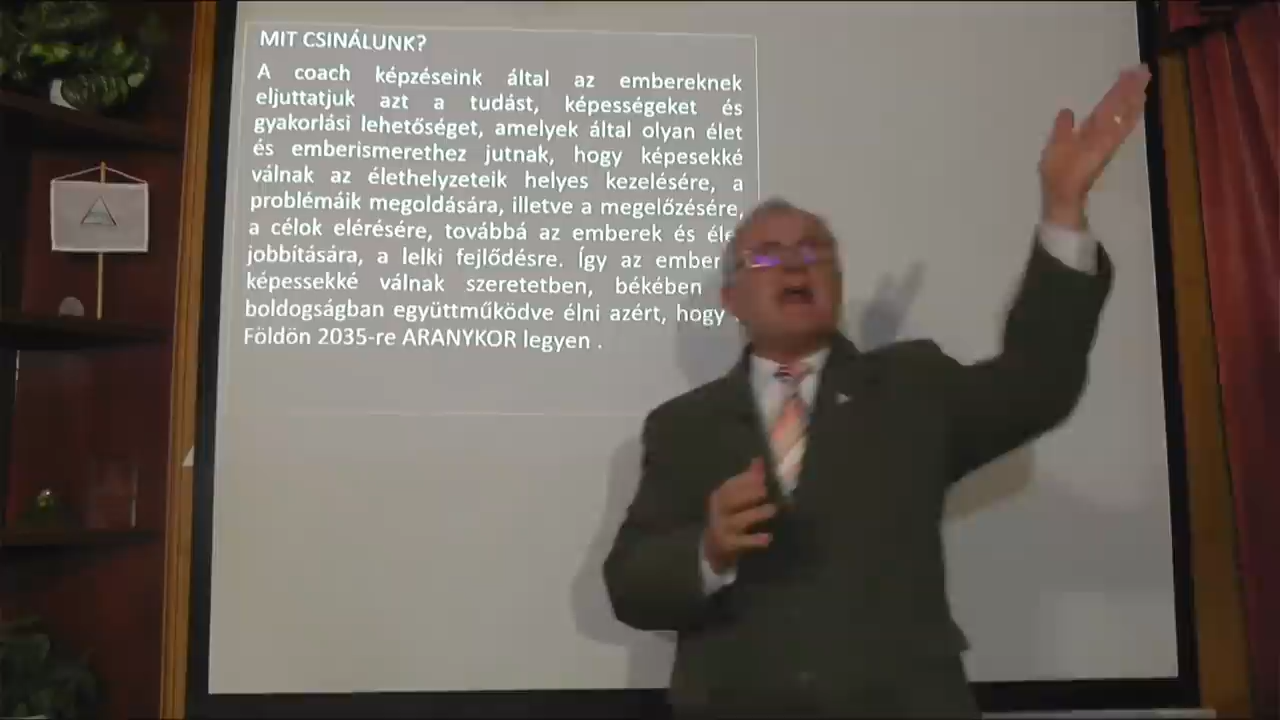 MIT CSINÁLUNK?
A coach képzéseink által az embereknek
eljuttatjuk azt a tudást, képességeket és
gyakorlási lehetőséget, amelyek által olyan élet
és emberismerethez jutnak, hogy képesekké
válnak az élethelyzeteik helyes kezelésére, a
problémáik megoldására, illetve a megelőzésére,
a célok elérésére, továbbá az emberek és
jobbítására, a lelki fejlődésre. Így az ember
képessekké válnak szeretetben, békében
boldogságban együttműködve élni azért, hogy
Földön 2035-re ARANYKOR legyen .